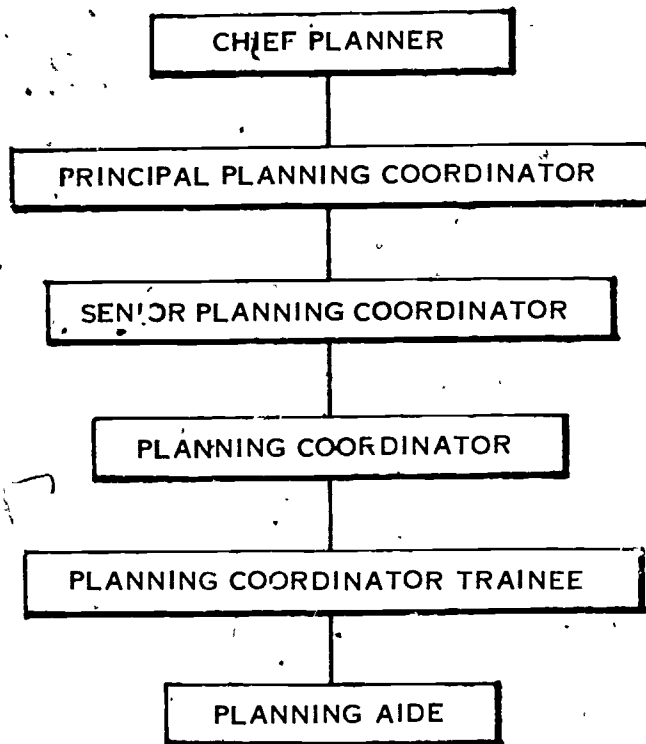 CHIEF PLANNER
PRINCIPAL PLANNING COORDINATOR
SENIOR PLANNING COORDINATOR
PLANNING COORDINATOR
PLANNING COORDINATOR TRAINEE
PLANNING AIDE